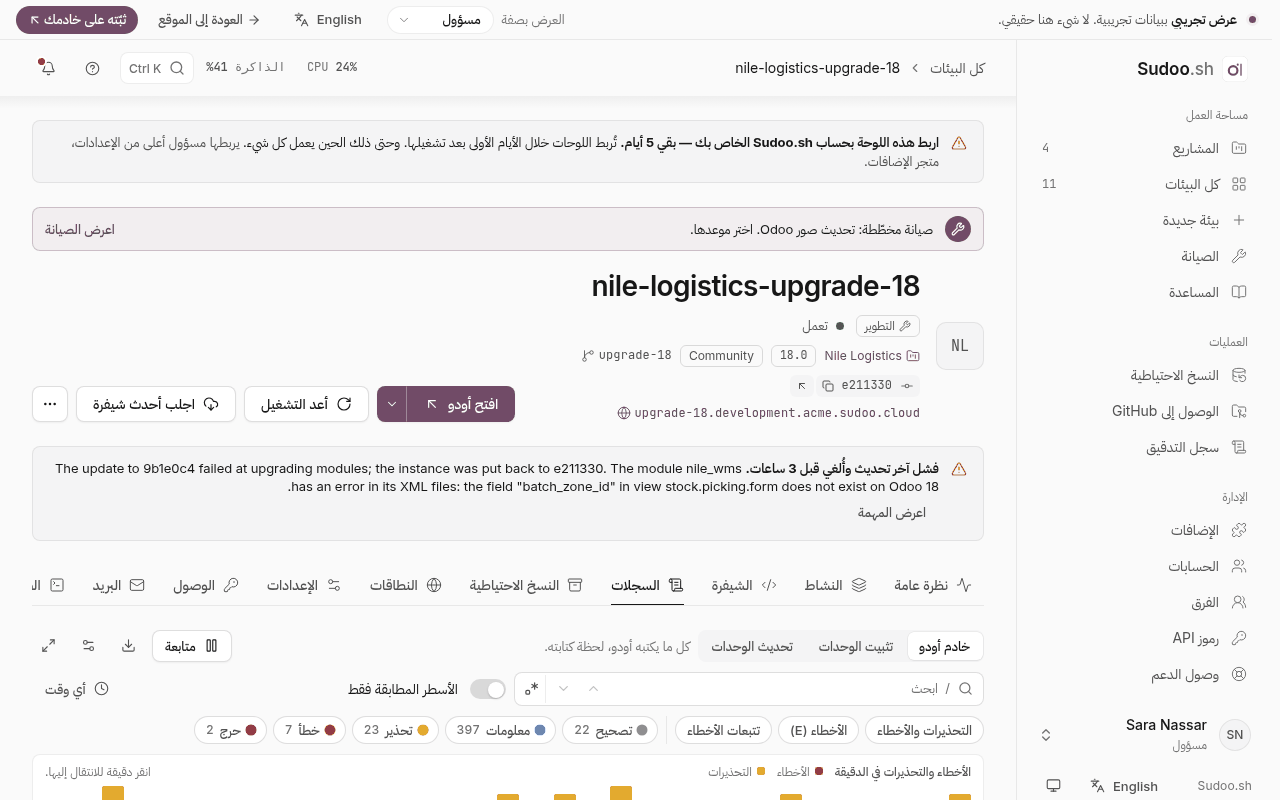 عرض تجريبي ببيانات تجريبية. لا شيء هنا حقيقي.
العرض بصفة
مسؤول
English
العودة إلى الموقع
ثبّته على خادمك
Sudoo.sh
مساحة العمل
المشاريع 4
كل البيئات 11
بيئة جديدة
الصيانة
المساعدة
العمليات
النسخ الاحتياطية
الوصول إلى GitHub
سجل التدقيق
الإدارة
الإضافات
الحسابات
الفرق
رموز API
وصول الدعم
SN
Sara Nassar
مسؤول
Sudoo.sh
English
كل البيئات
nile-logistics-upgrade-18
CPU 24%
الذاكرة 41%
Ctrl K
اربط هذه اللوحة بحساب Sudoo.sh الخاص بك — بقي 5 أيام. تُربط اللوحات خلال الأيام الأولى بعد تشغيلها. وحتى ذلك الحين يعمل كل شيء. يربطها مسؤول أعلى من الإعدادات،
متجر الإضافات.
صيانة مخطّطة: تحديث صور Odoo. اختر موعدها.
اعرض الصيانة
nile-logistics-upgrade-18
NL
التطوير
تعمل
Nile Logistics
18.0
Community
upgrade-18
e211330
upgrade-18.development.acme.sudoo.cloud
افتح أودو
أعد التشغيل
اجلب أحدث شيفرة
فشل آخر تحديث وأُلغي قبل 3 ساعات. The update to 9b1e0c4 failed at upgrading modules; the instance was put back to e211330. The module nile_wms
has an error in its XML files: the field "batch_zone_id" in view stock.picking.form does not exist on Odoo 18.
اعرض المهمة
نظرة عامة
النشاط
الشيفرة
السجلات
النسخ الاحتياطية
النطاقات
الإعدادات
الوصول
البريد
خادم أودو
تثبيت الوحدات
تحديث الوحدات
كل ما يكتبه أودو، لحظة كتابته.
متابعة
ابحث /
.*
الأسطر المطابقة فقط
أي وقت
التحذيرات والأخطاء
الأخطاء (E)
تتبعات الأخطاء
تصحيح 22
معلومات 397
تحذير 23
خطأ 7
حرج 2
الأخطاء والتحذيرات في الدقيقة
الأخطاء
التحذيرات
انقر دقيقة للانتقال إليها.